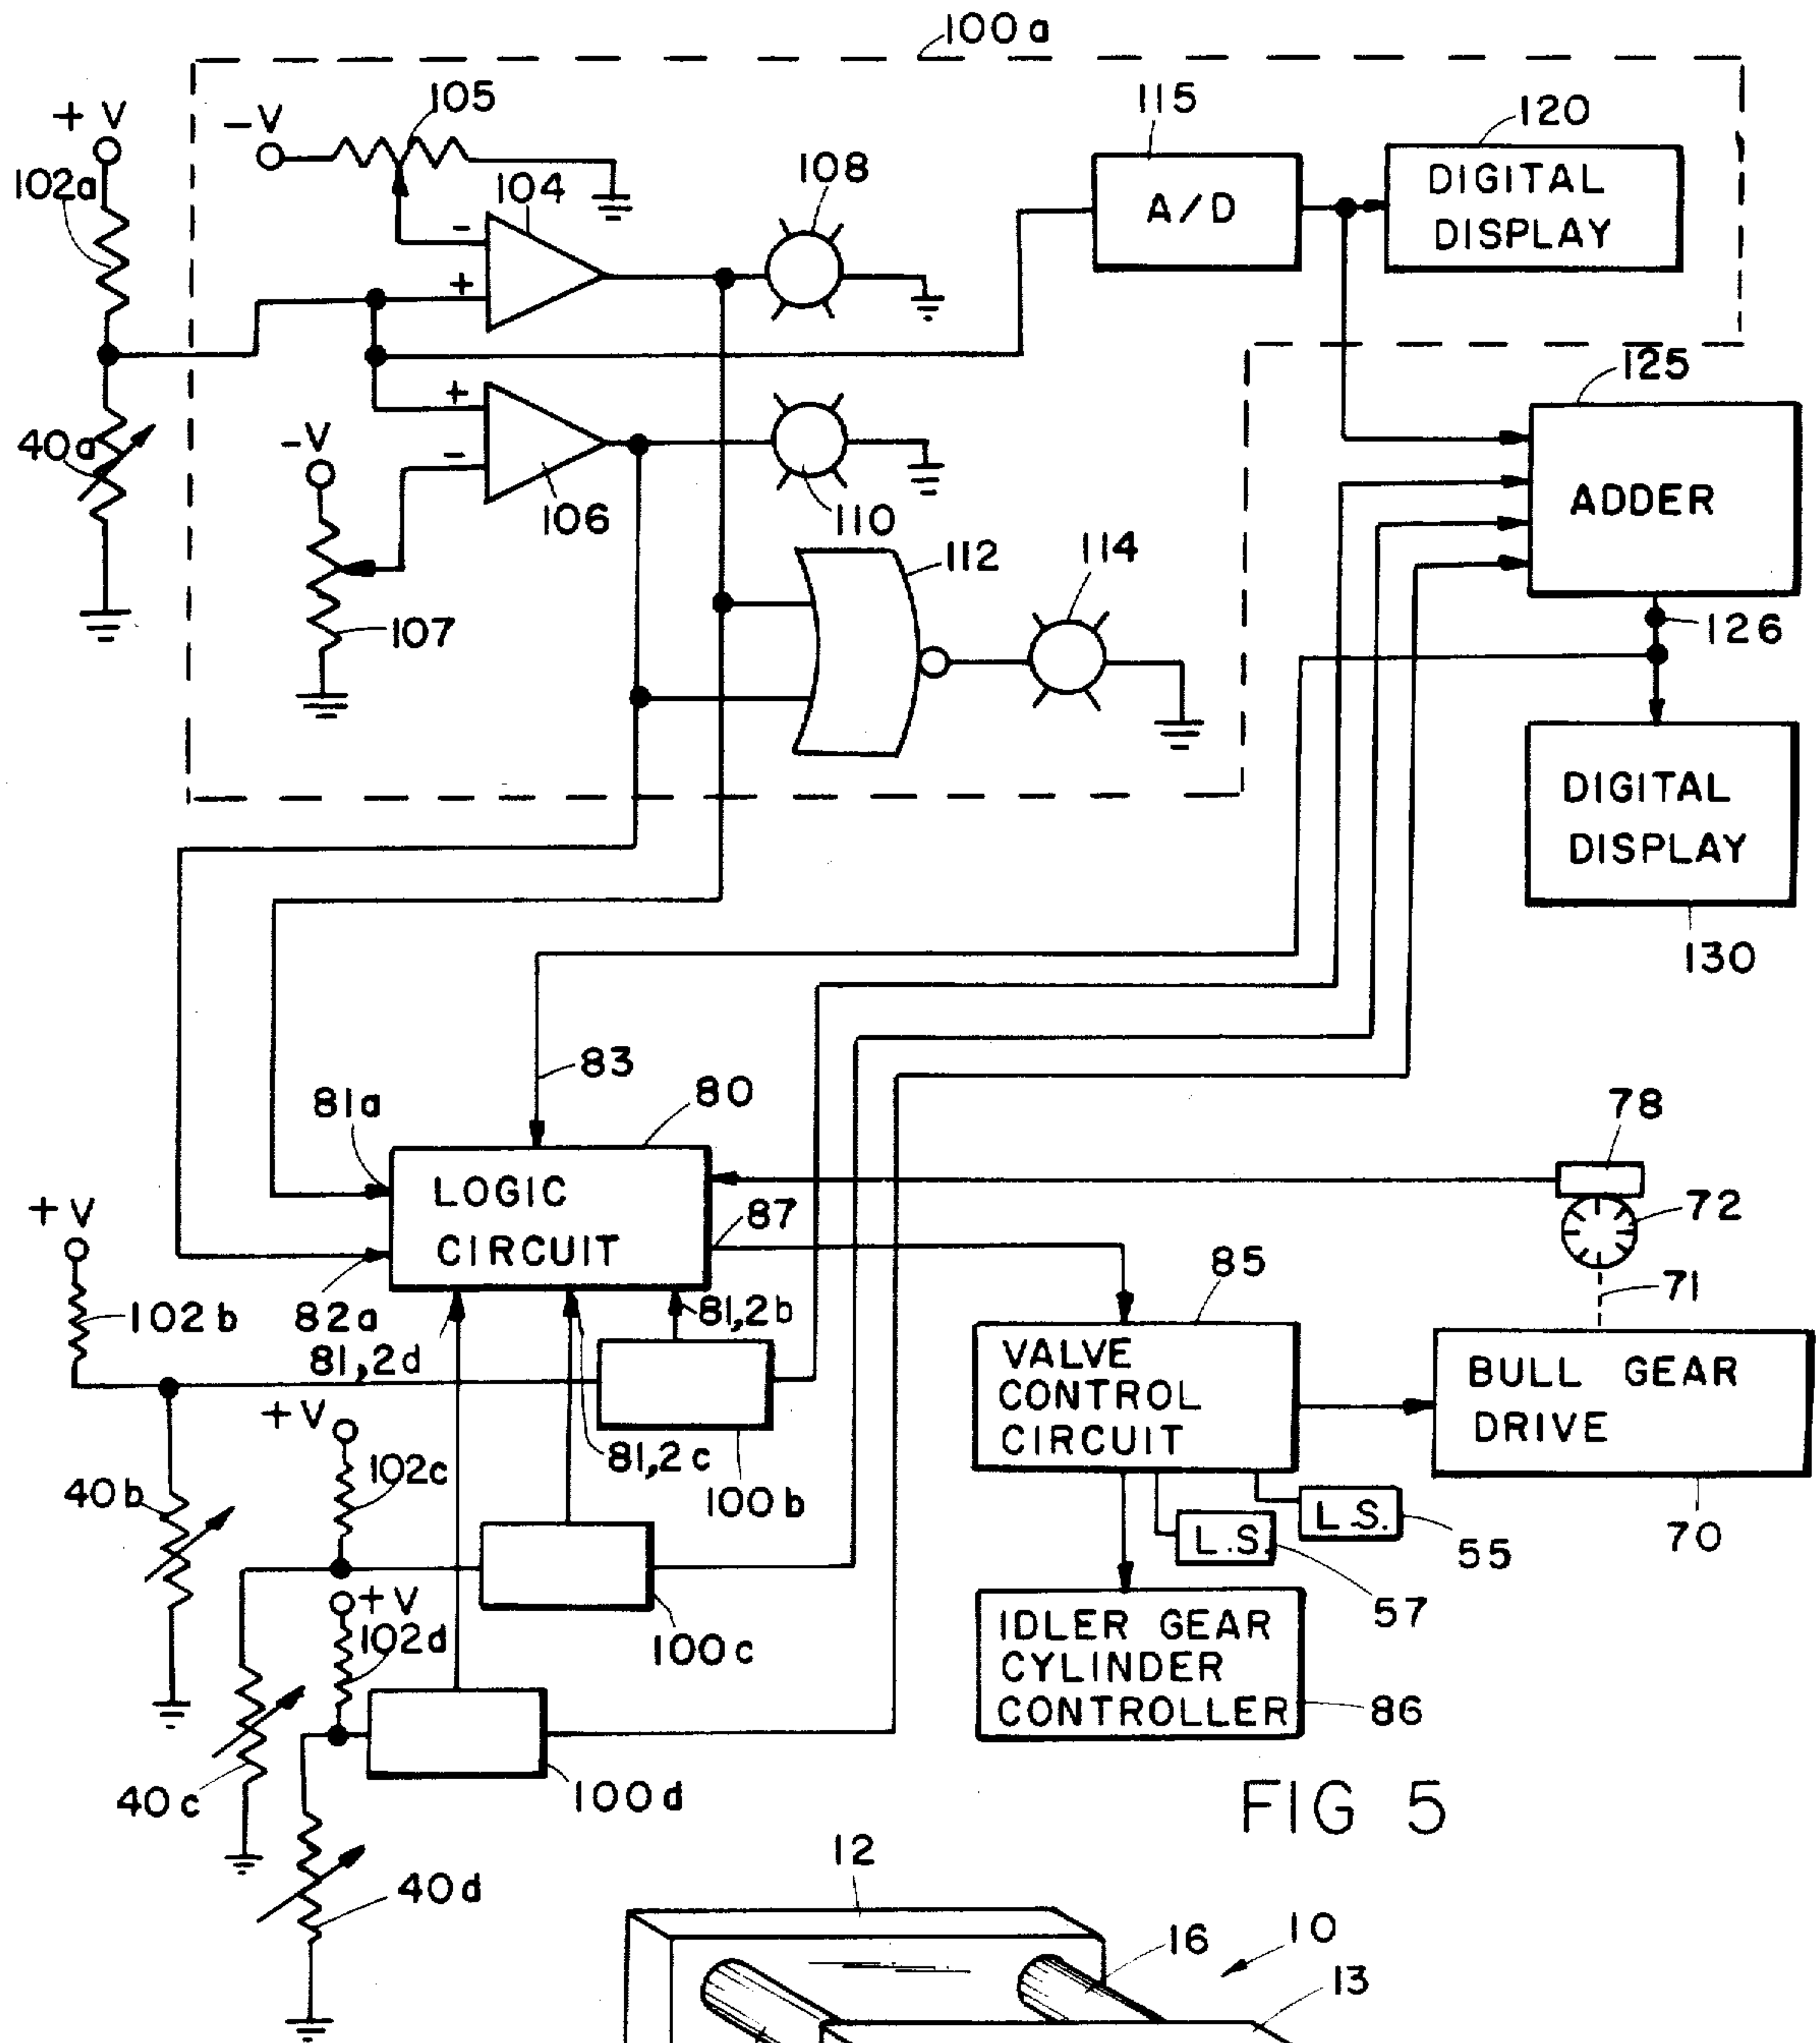 100a
+ V
-V
105
115
120
102a
104
108
A/D
DIGITAL
DISPLAY
-
+
125
40a
+
-V
-
106
110
ADDER
112
114
107
126
DIGITAL
DISPLAY
130
83
81a
80
78
LOGIC
CIRCUIT
87
72
+ V
85
71
102b
82a
81,2b
81,2d
VALVE
CONTROL
CIRCUIT
BULL GEAR
DRIVE
+V
102c
81,2c
40b
100b
L.S.
L.S.
55
70
57
+V
102d
100c
IDLER GEAR
CYLINDER
CONTROLLER
86
40c
100d
FIG 5
12
40d
16
10
13